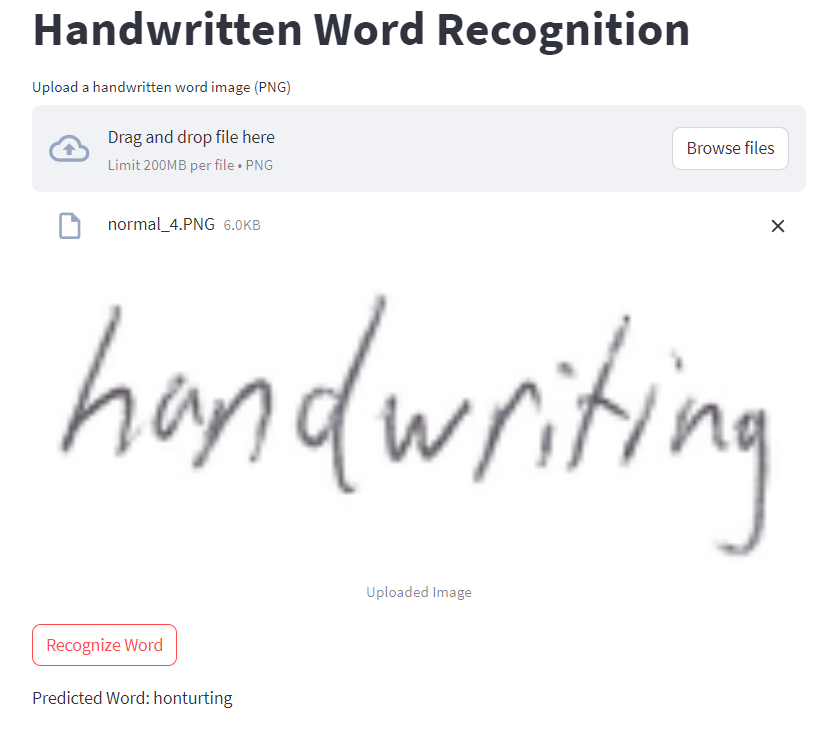 Handwritten Word Recognition
Upload a handwritten word image (PNG)
Drag and drop file here
Limit 200MB per file • PNG
Browse files
normal_4.PNG 6.0KB
handwriting
Uploaded Image
Recognize Word
Predicted Word: honturting